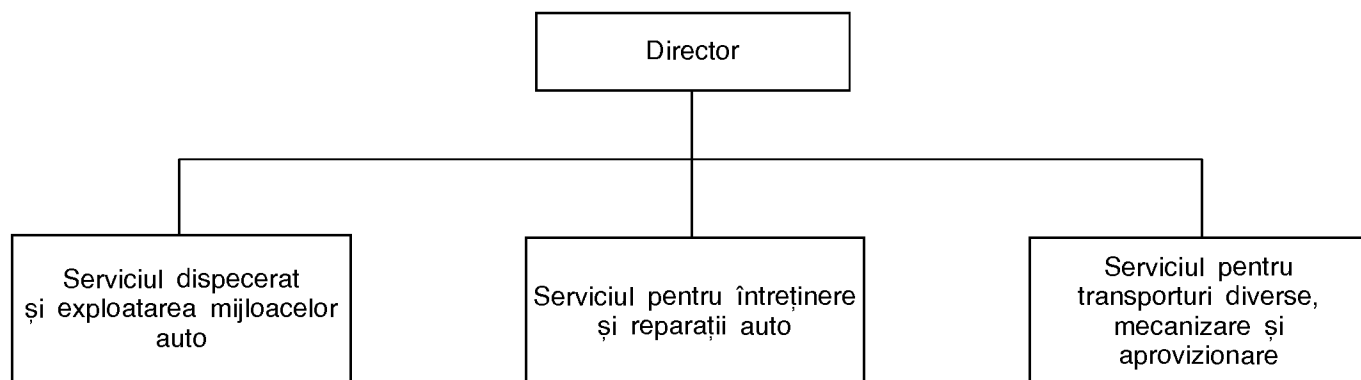 Director
Serviciul dispecerat
și exploatarea mijloacelor
auto
Serviciul pentru întreținere
și reparații auto
Serviciul pentru
transporturi diverse,
mecanizare și
aprovizionare